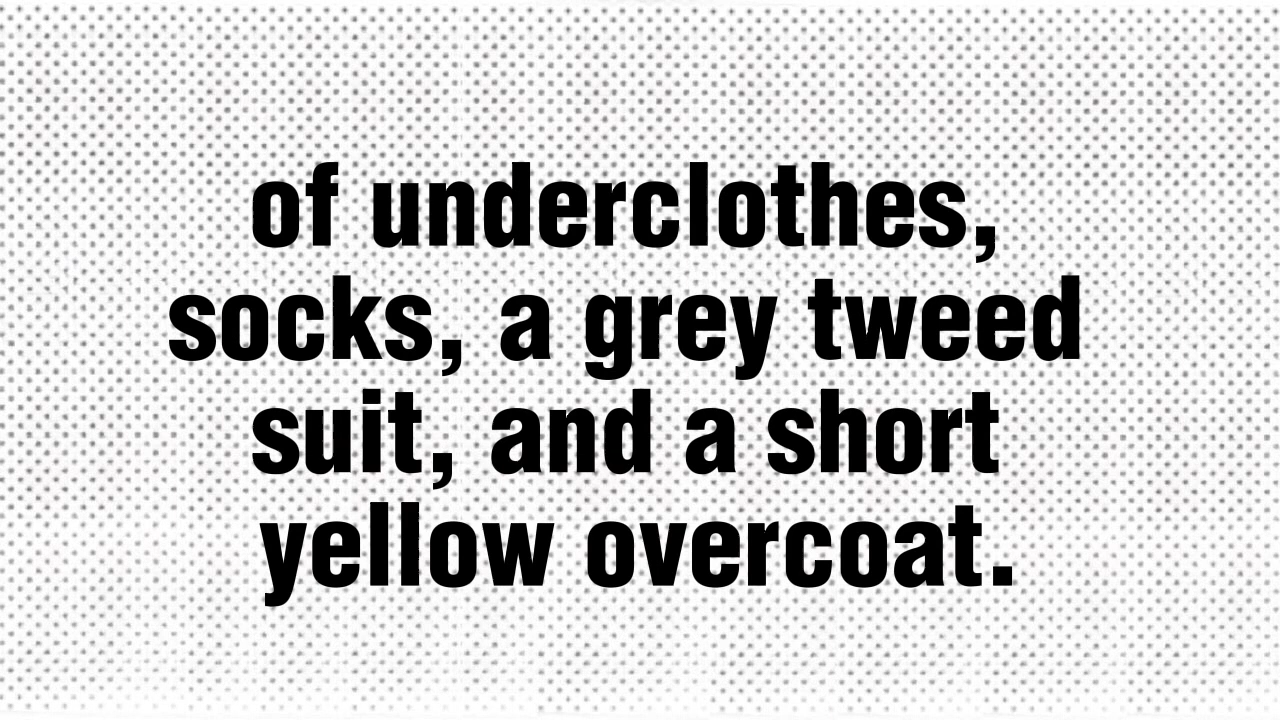 of underclothes,
socks, a grey tweed
suit, and a short
yellow overcoat.